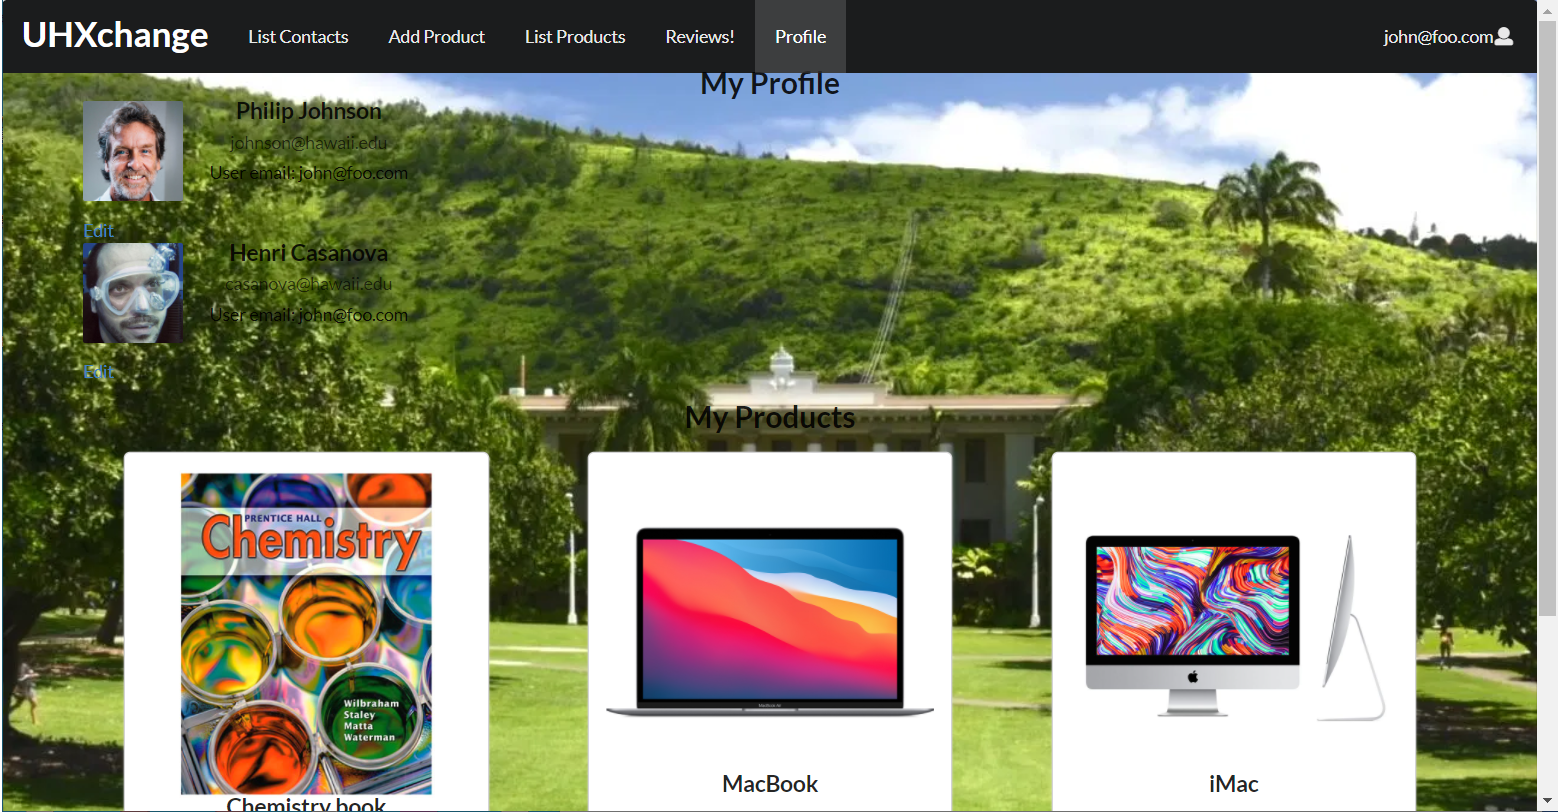 UHXchange
List Contacts
Add Product
List Products
Reviews!
Profile
john@foo.com
My Profile
Philip Johnson
johnson@hawaii.edu
User email: john@foo.com
Edit
Henri Casanova
casanova@hawaii.edu
User email: john@foo.com
Edit
My Products
PRENTICE HALL
Chemistry
Wilbraham
Staley
Matta
Waterman
Chemistry book
MacBook
iMac